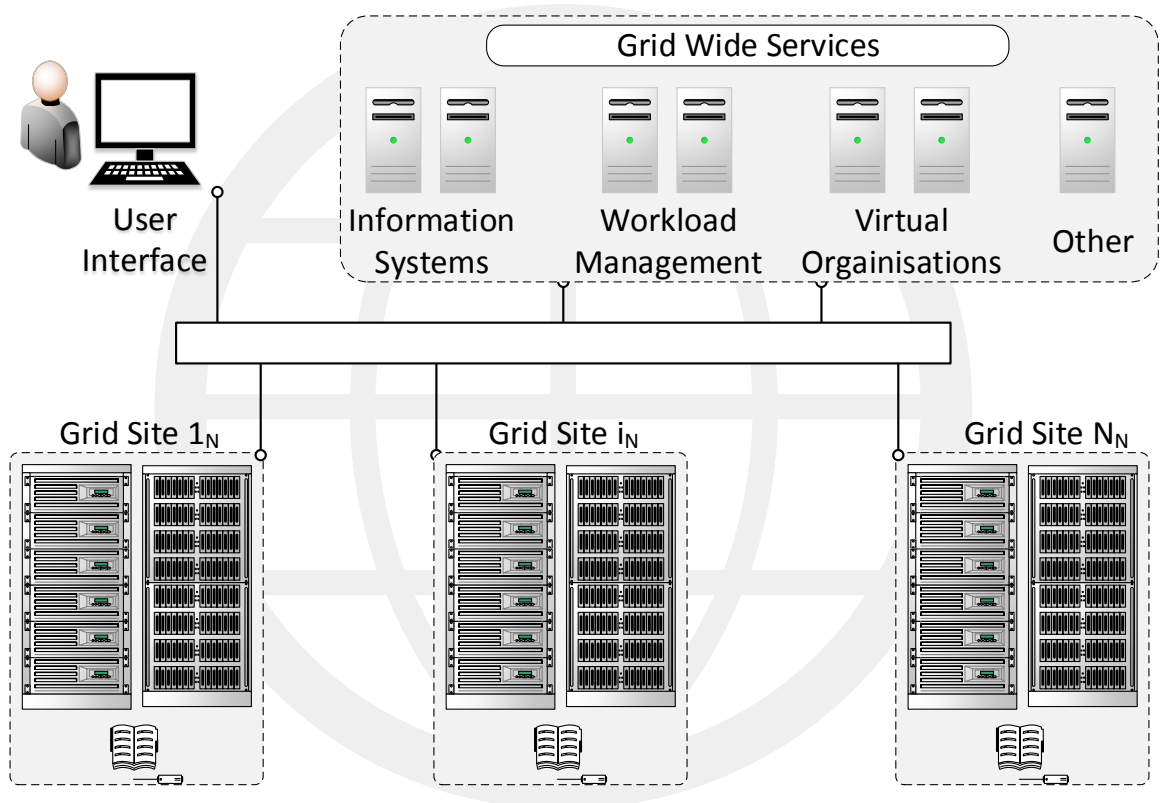 Grid Wide Services
User
Interface
Information
Systems
Workload
Management
Virtual
Orgainisations
Other
Grid Site 1N
Grid Site iN
Grid Site NN